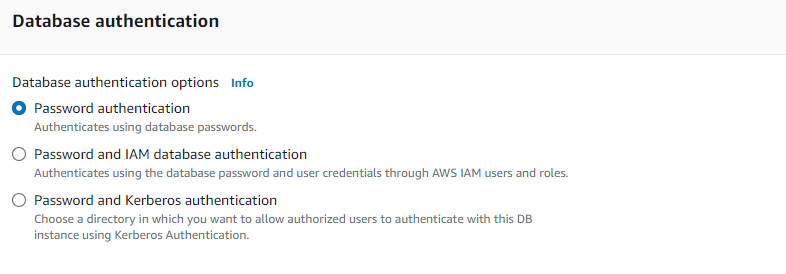 Database authentication
Database authentication options Info
Password authentication
Authenticates using database passwords.
Password and IAM database authentication
Authenticates using the database password and user credentials through AWS IAM users and roles.
Password and Kerberos authentication
Choose a directory in which you want to allow authorized users to authenticate with this DB
instance using Kerberos Authentication.